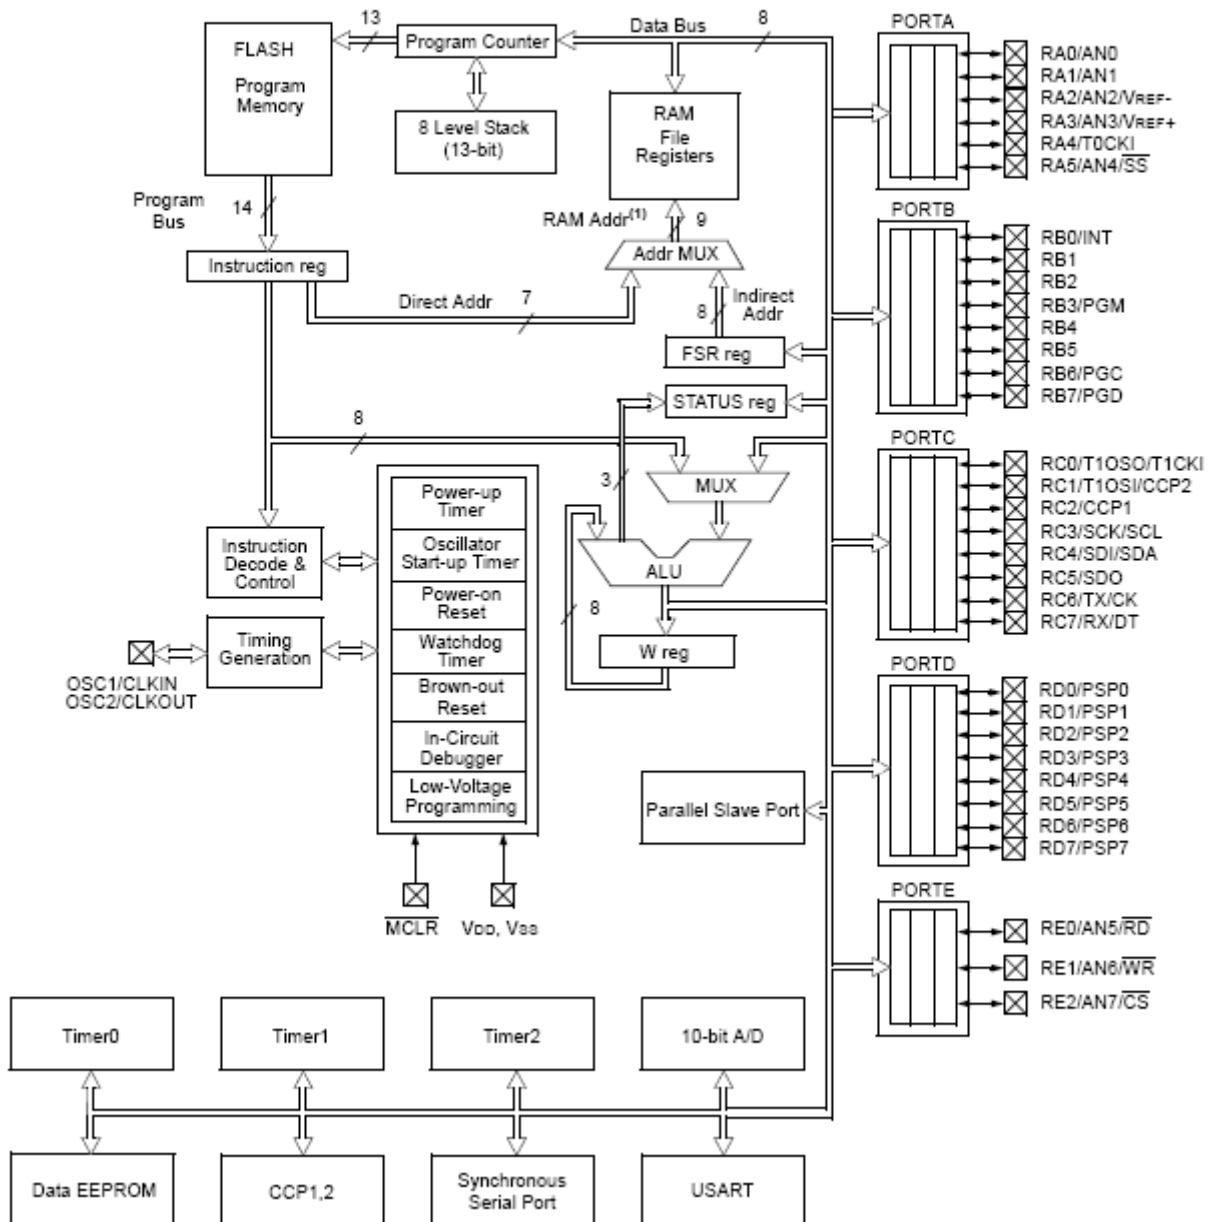 FLASH
Program
Memory
13
Program Counter
Data Bus
8
8 Level Stack
(13-bit)
RAM
File
Registers
Program
Bus
14
RAM Addr(1)
9
Addr MUX
Instruction reg
Direct Addr
7
8
Indirect
Addr
FSR reg
STATUS reg
8
3
MUX
Power-up
Timer
Oscillator
Start-up Timer
Power-on
Reset
Watchdog
Timer
Brown-out
Reset
In-Circuit
Debugger
Low-Voltage
Programming
Instruction
Decode &
Control
Timing
Generation
OSC1/CLKIN
OSC2/CLKOUT
ALU
8
W reg
Parallel Slave Port
MCLR
VDD, VSS
PORTA
RA0/AN0
RA1/AN1
RA2/AN2/VREF-
RA3/AN3/VREF+
RA4/T0CKI
RA5/AN4/SS
PORTB
RB0/INT
RB1
RB2
RB3/PGM
RB4
RB5
RB6/PGC
RB7/PGD
PORTC
RC0/T1OSO/T1CKI
RC1/T1OSI/CCP2
RC2/CCP1
RC3/SCK/SCL
RC4/SDI/SDA
RC5/SDO
RC6/TX/CK
RC7/RX/DT
PORTD
RD0/PSP0
RD1/PSP1
RD2/PSP2
RD3/PSP3
RD4/PSP4
RD5/PSP5
RD6/PSP6
RD7/PSP7
PORTE
RE0/AN5/RD
RE1/AN6/WR
RE2/AN7/CS
Timer0
Timer1
Timer2
10-bit A/D
Data EEPROM
CCP1,2
Synchronous
Serial Port
USART